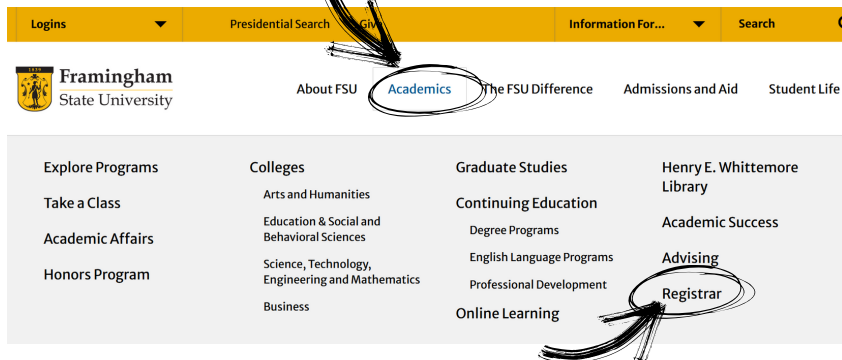 Logins
Presidential Search
Give
Information For...
Search
1839
Framingham
State University
About FSU
Academics
The FSU Difference
Admissions and Aid
Student Life
Explore Programs
Take a Class
Academic Affairs
Honors Program
Colleges
Arts and Humanities
Education & Social and
Behavioral Sciences
Science, Technology,
Engineering and Mathematics
Business
Graduate Studies
Continuing Education
Degree Programs
English Language Programs
Professional Development
Online Learning
Henry E. Whittemore
Library
Academic Success
Advising
Registrar